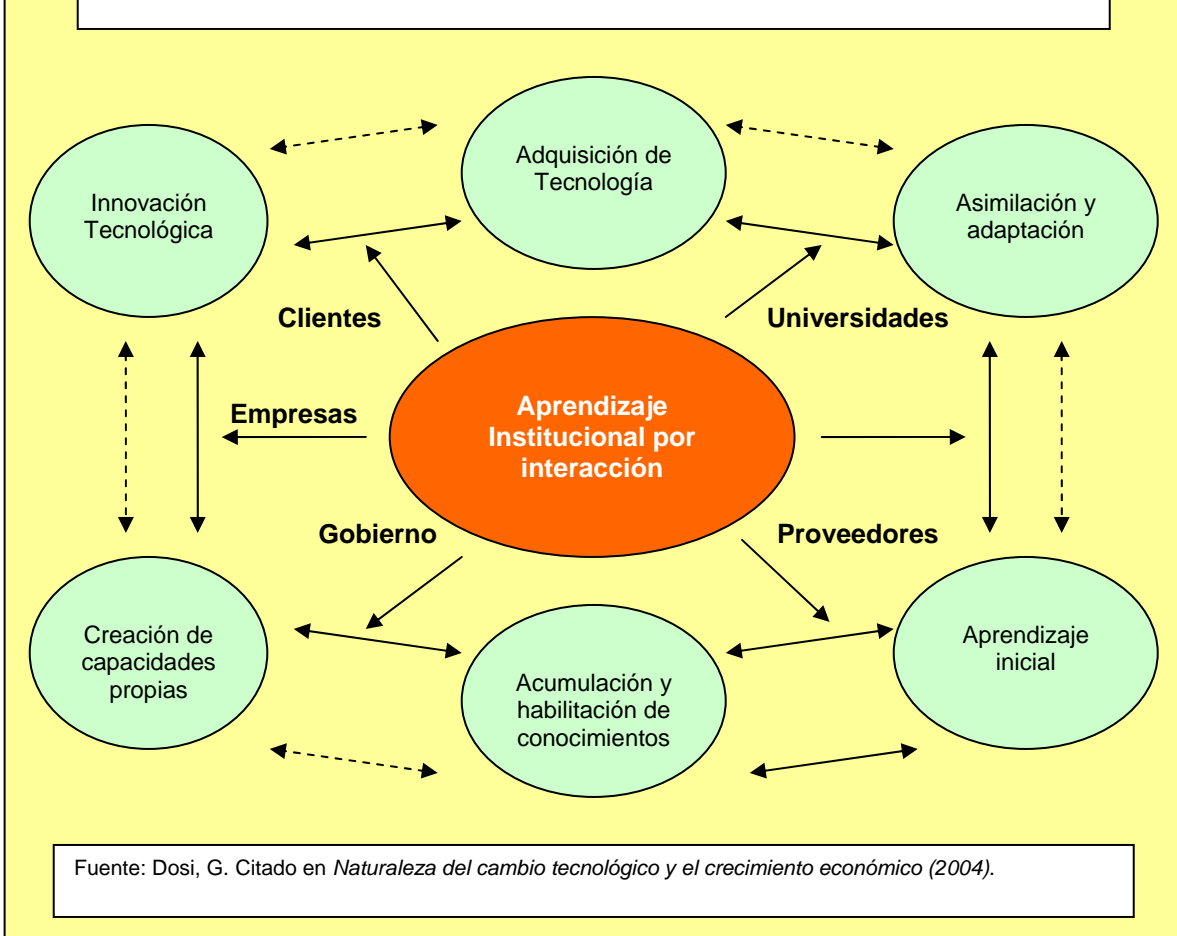 Adquisición de
Tecnología
Innovación
Tecnológica
Asimilación y
adaptación
Clientes
Universidades
Empresas
Aprendizaje
Institucional por
interacción
Gobierno
Proveedores
Creación de
capacidades
propias
Acumulación y
habilitación de
conocimientos
Aprendizaje
inicial
Fuente: Dosi, G. Citado en Naturaleza del cambio tecnológico y el crecimiento económico (2004).